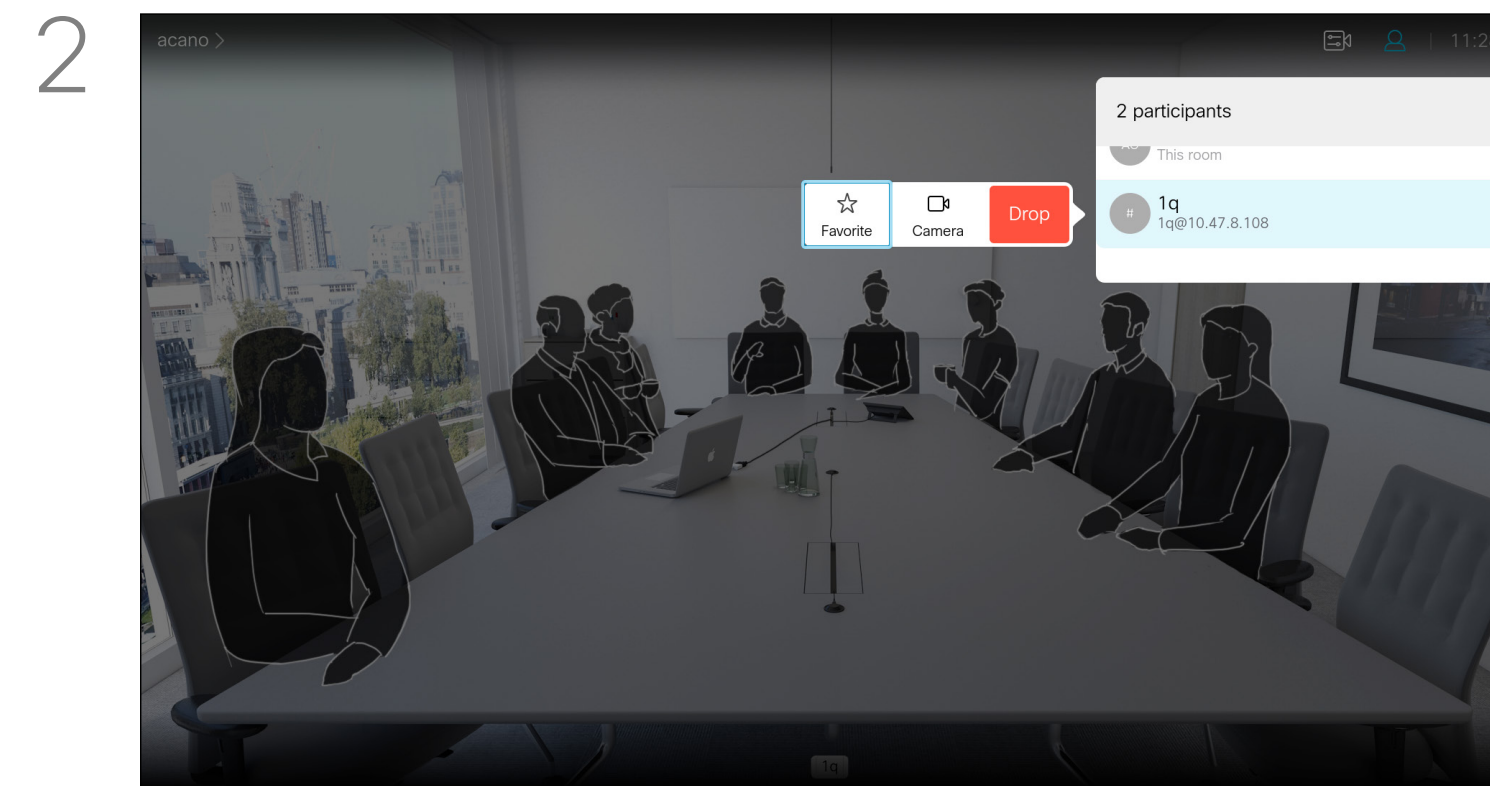 2
acano >
11:2
2 participants
This room
Favorite
Camera
Drop
#
1q
1q@10.47.8.108
1q